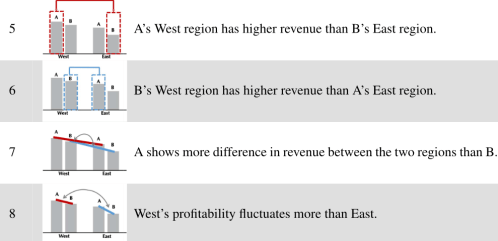 5
A
B
A
B
West
East
A's West region has higher revenue than B's East region.
6
A
B
A
B
West
East
B's West region has higher revenue than A's East region.
7
A
B
A
B
West
East
A shows more difference in revenue between the two regions than B.
8
A
B
A
B
West
East
West's profitability fluctuates more than East.